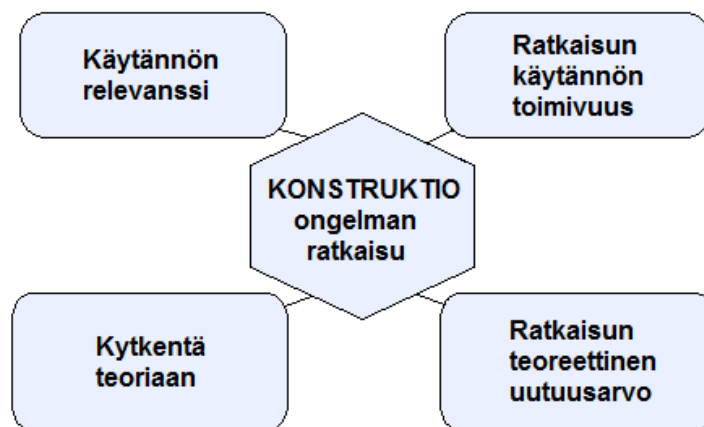 Käytännön
relevanssi
Ratkaisun
käytännön
toimivuus
KONSTRUKTIO
ongelman
ratkaisu
Kytkentä
teoriaan
Ratkaisun
teoreettinen
uutuusarvo